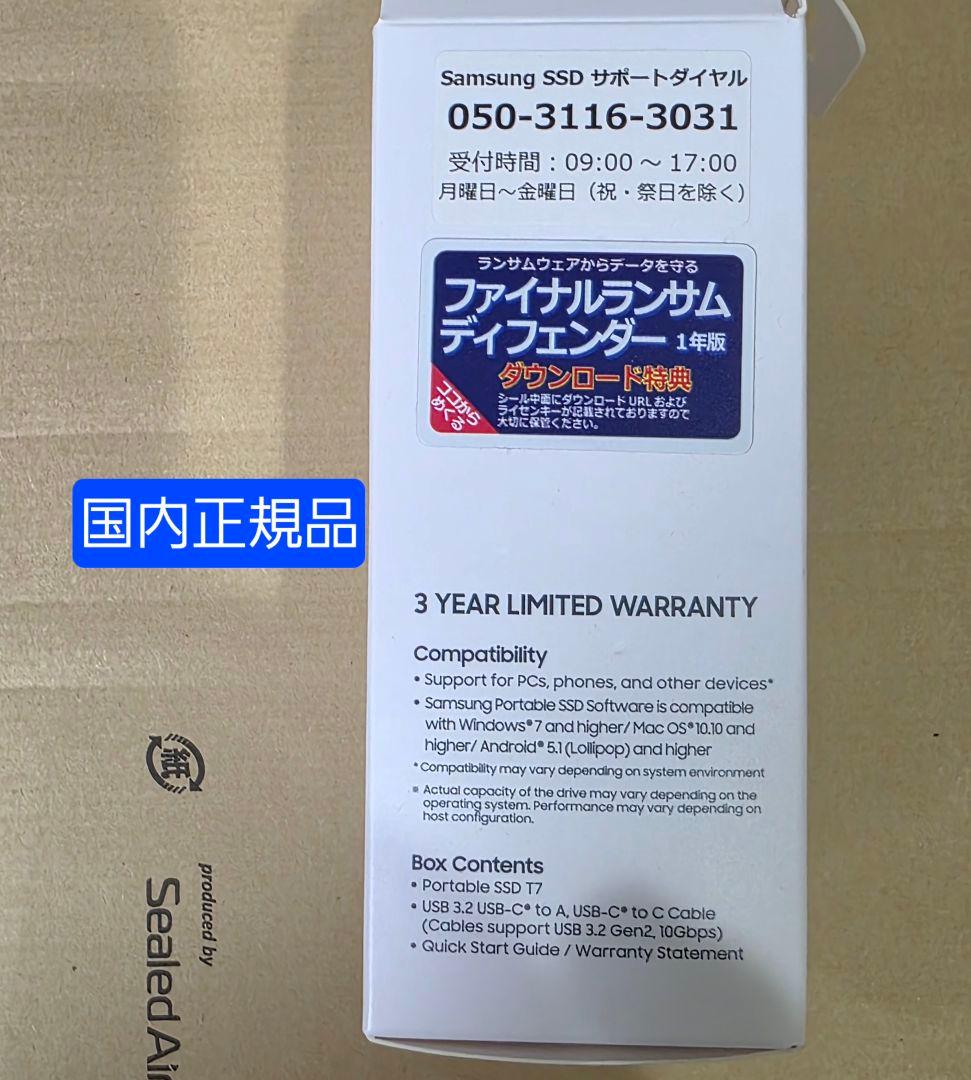 Samsung SSD サポートダイヤル
050-3116-3031
受付時間：09:00 ～ 17:00
月曜日～金曜日（祝・祭日を除く）
ランサムウェアからデータを守る
ファイナルランサム
ディフェンダー 1年版
ダウンロード特典
シール中面にダウンロード URL および
ライセンキーが記載されておりますので
大切に保管ください。
ココから
めくる
国内正規品
3 YEAR LIMITED WARRANTY
Compatibility
• Support for PCs, phones, and other devices*
• Samsung Portable SSD Software is compatible
with Windows® 7 and higher/ Mac OS® 10.10 and
higher/ Android® 5.1 (Lollipop) and higher
* Compatibility may vary depending on system environment
※ Actual capacity of the drive may vary depending on the
operating system. Performance may vary depending on
host configuration.
Box Contents
• Portable SSD T7
• USB 3.2 USB-C® to A, USB-C® to C Cable
(Cables support USB 3.2 Gen2, 10Gbps)
• Quick Start Guide / Warranty Statement
紙
produced by
Sealed Air